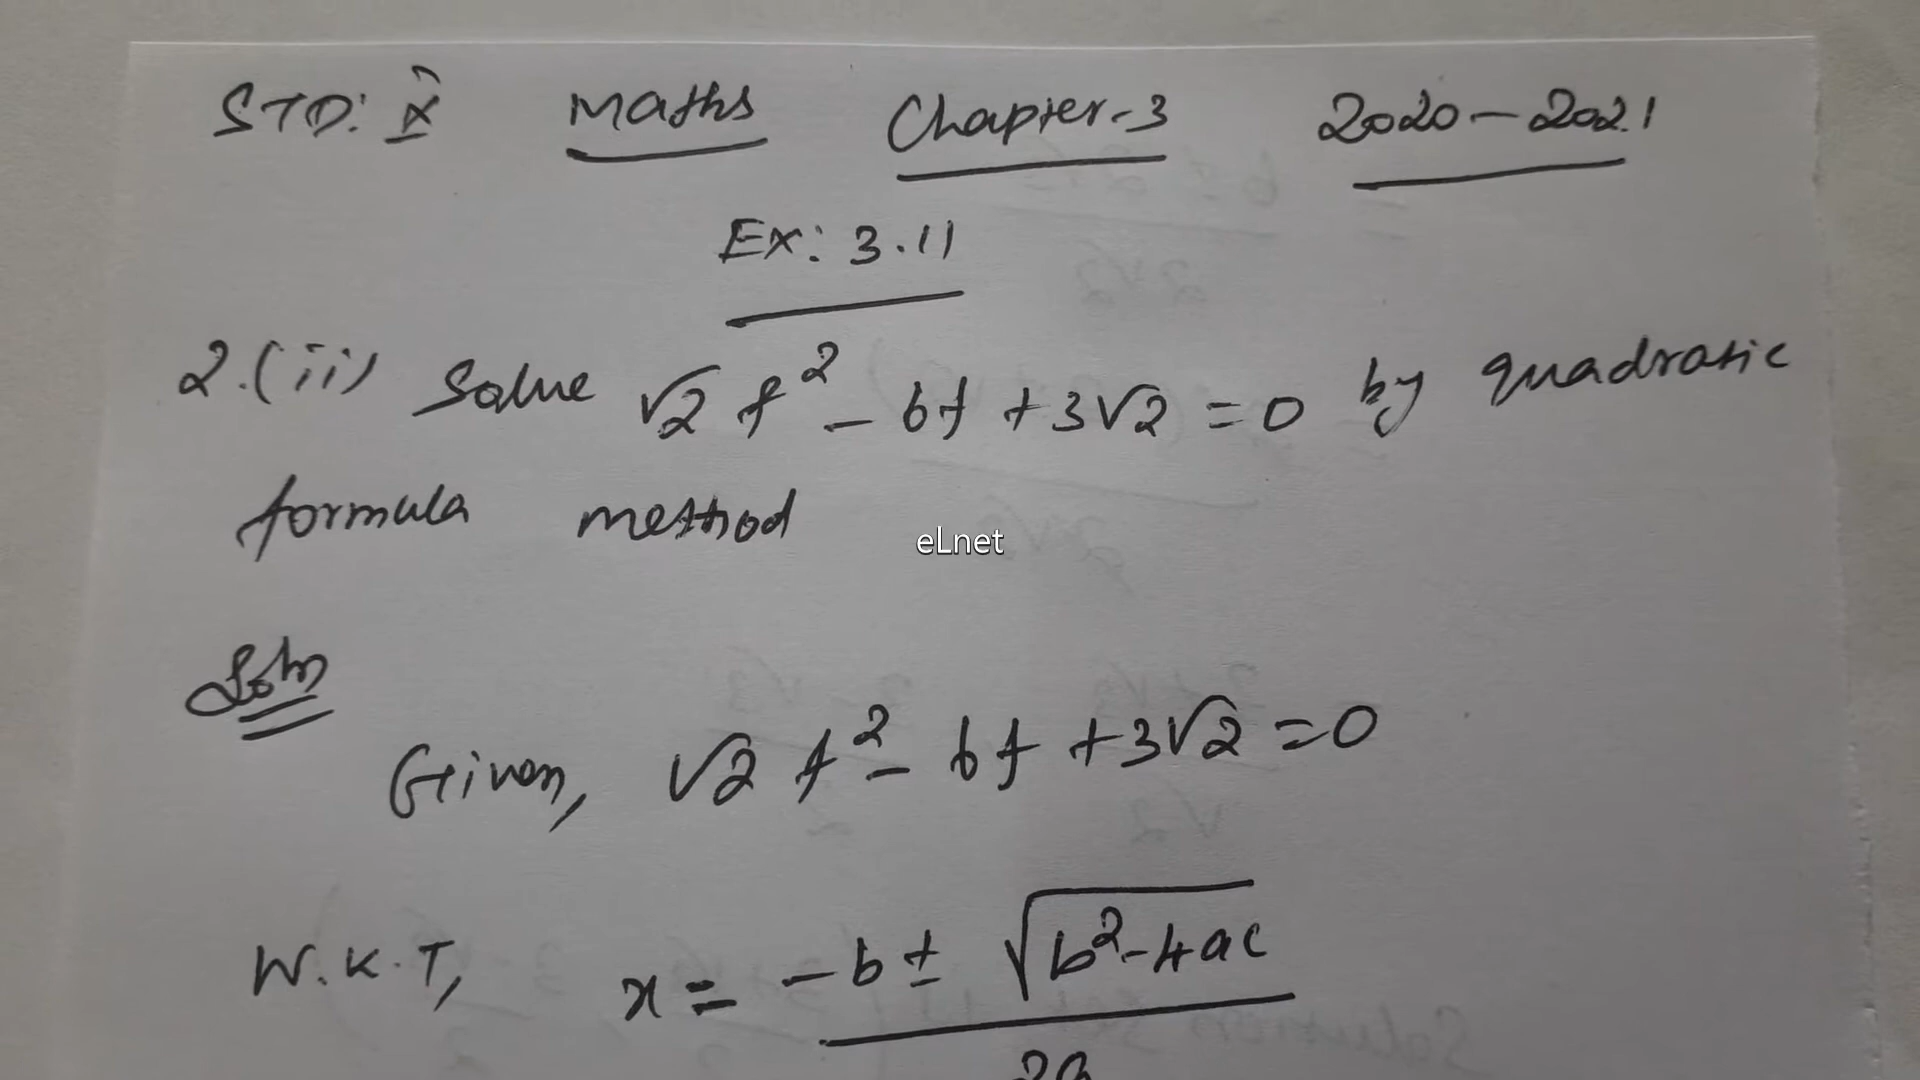 STD: X Maths Chapter-3 2020-2021
Ex: 3.11
2.(ii) Solve √2 f² - 6f + 3√2 = 0 by quadratic
formula method
eLnet
Soln
Given, √2 f² - 6f + 3√2 = 0
W.K.T, x = -b ± √b²-4ac
2a